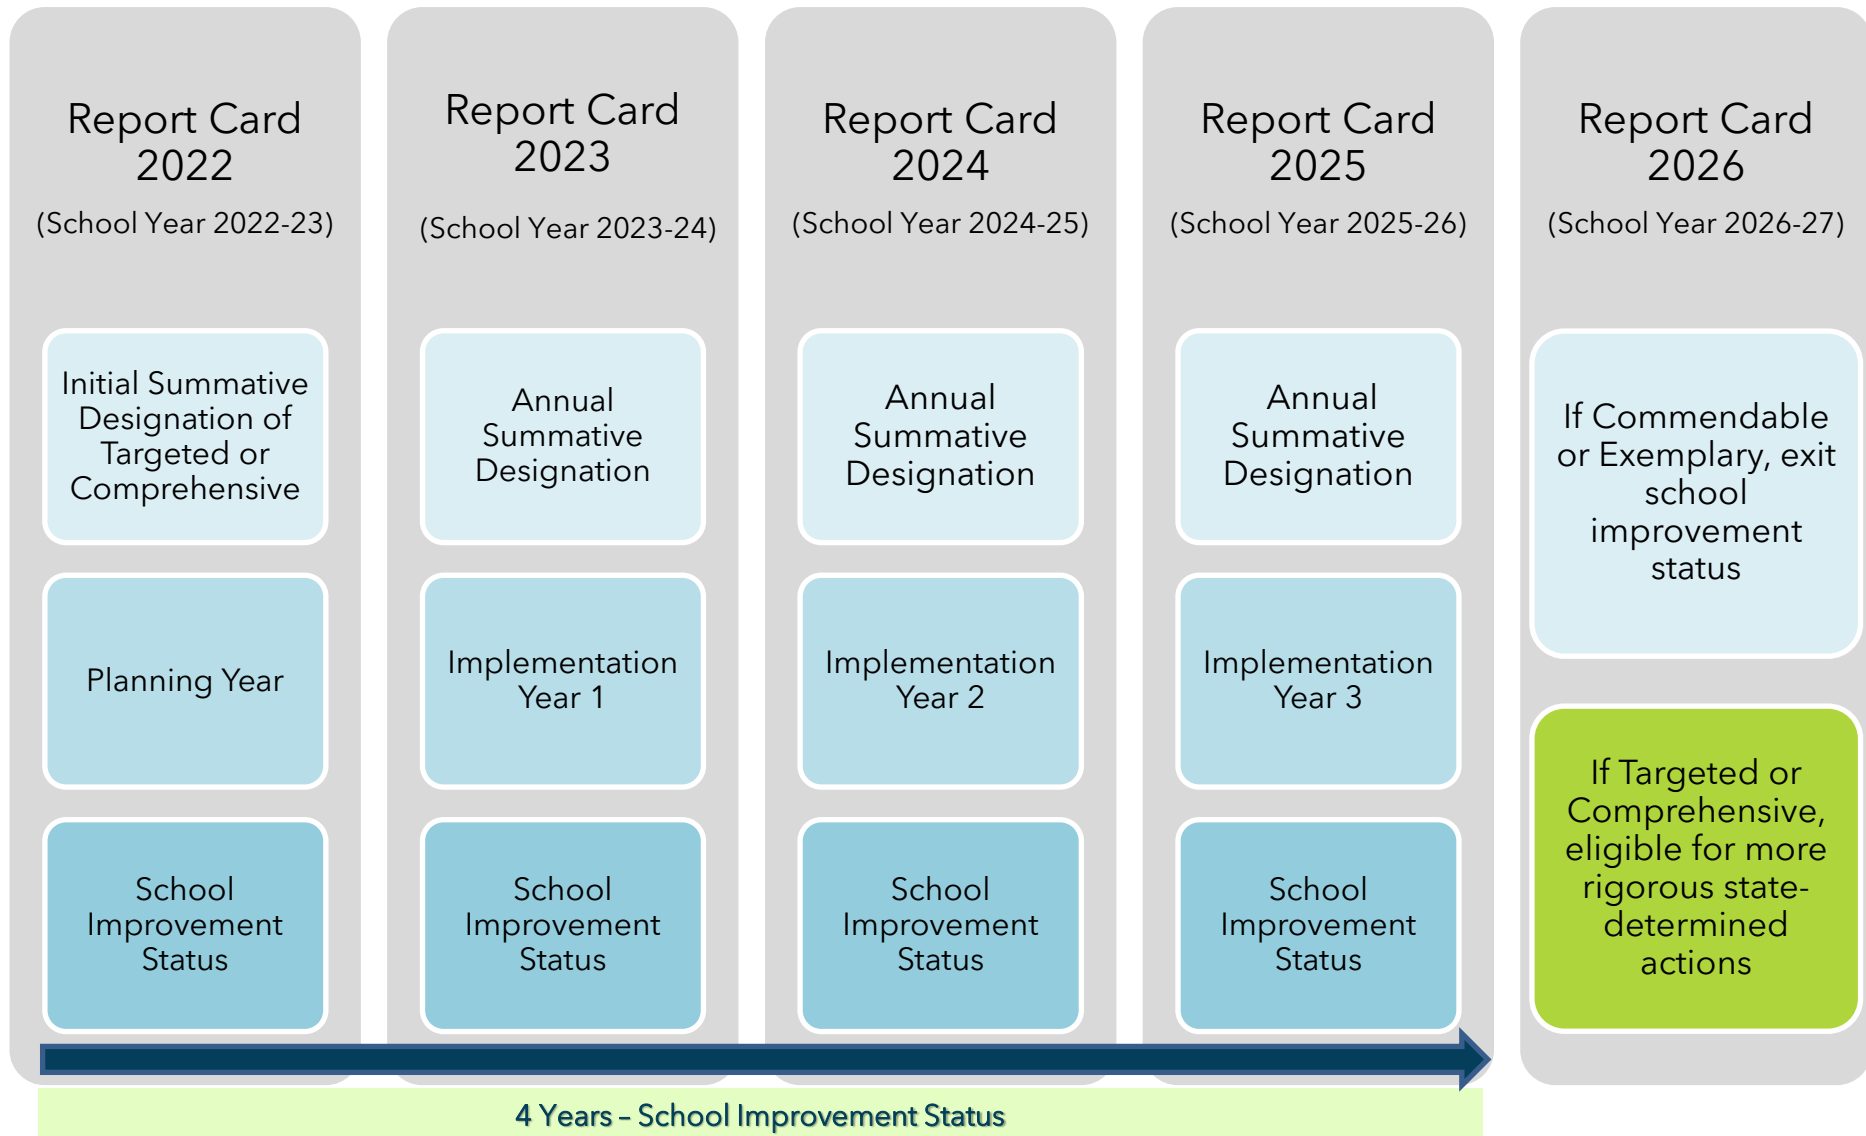 Report Card
2022
(School Year 2022-23)
Initial Summative
Designation of
Targeted or
Comprehensive
Planning Year
School
Improvement
Status
Report Card
2023
(School Year 2023-24)
Annual
Summative
Designation
Implementation
Year 1
School
Improvement
Status
Report Card
2024
(School Year 2024-25)
Annual
Summative
Designation
Implementation
Year 2
School
Improvement
Status
Report Card
2025
(School Year 2025-26)
Annual
Summative
Designation
Implementation
Year 3
School
Improvement
Status
Report Card
2026
(School Year 2026-27)
If Commendable
or Exemplary, exit
school
improvement
status
If Targeted or
Comprehensive,
eligible for more
rigorous state-
determined
actions
4 Years – School Improvement Status